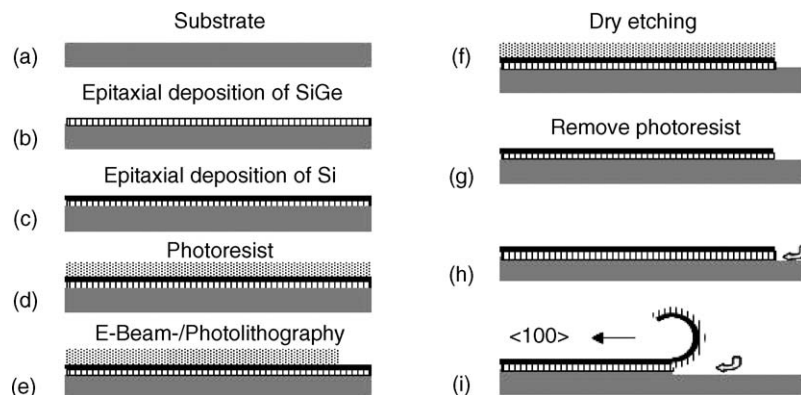 Substrate
(a)
Epitaxial deposition of SiGe
(b)
Epitaxial deposition of Si
(c)
Photoresist
(d)
E-Beam-/Photolithography
(e)
Dry etching
(f)
Remove photoresist
(g)
(h)
<100>
(i)